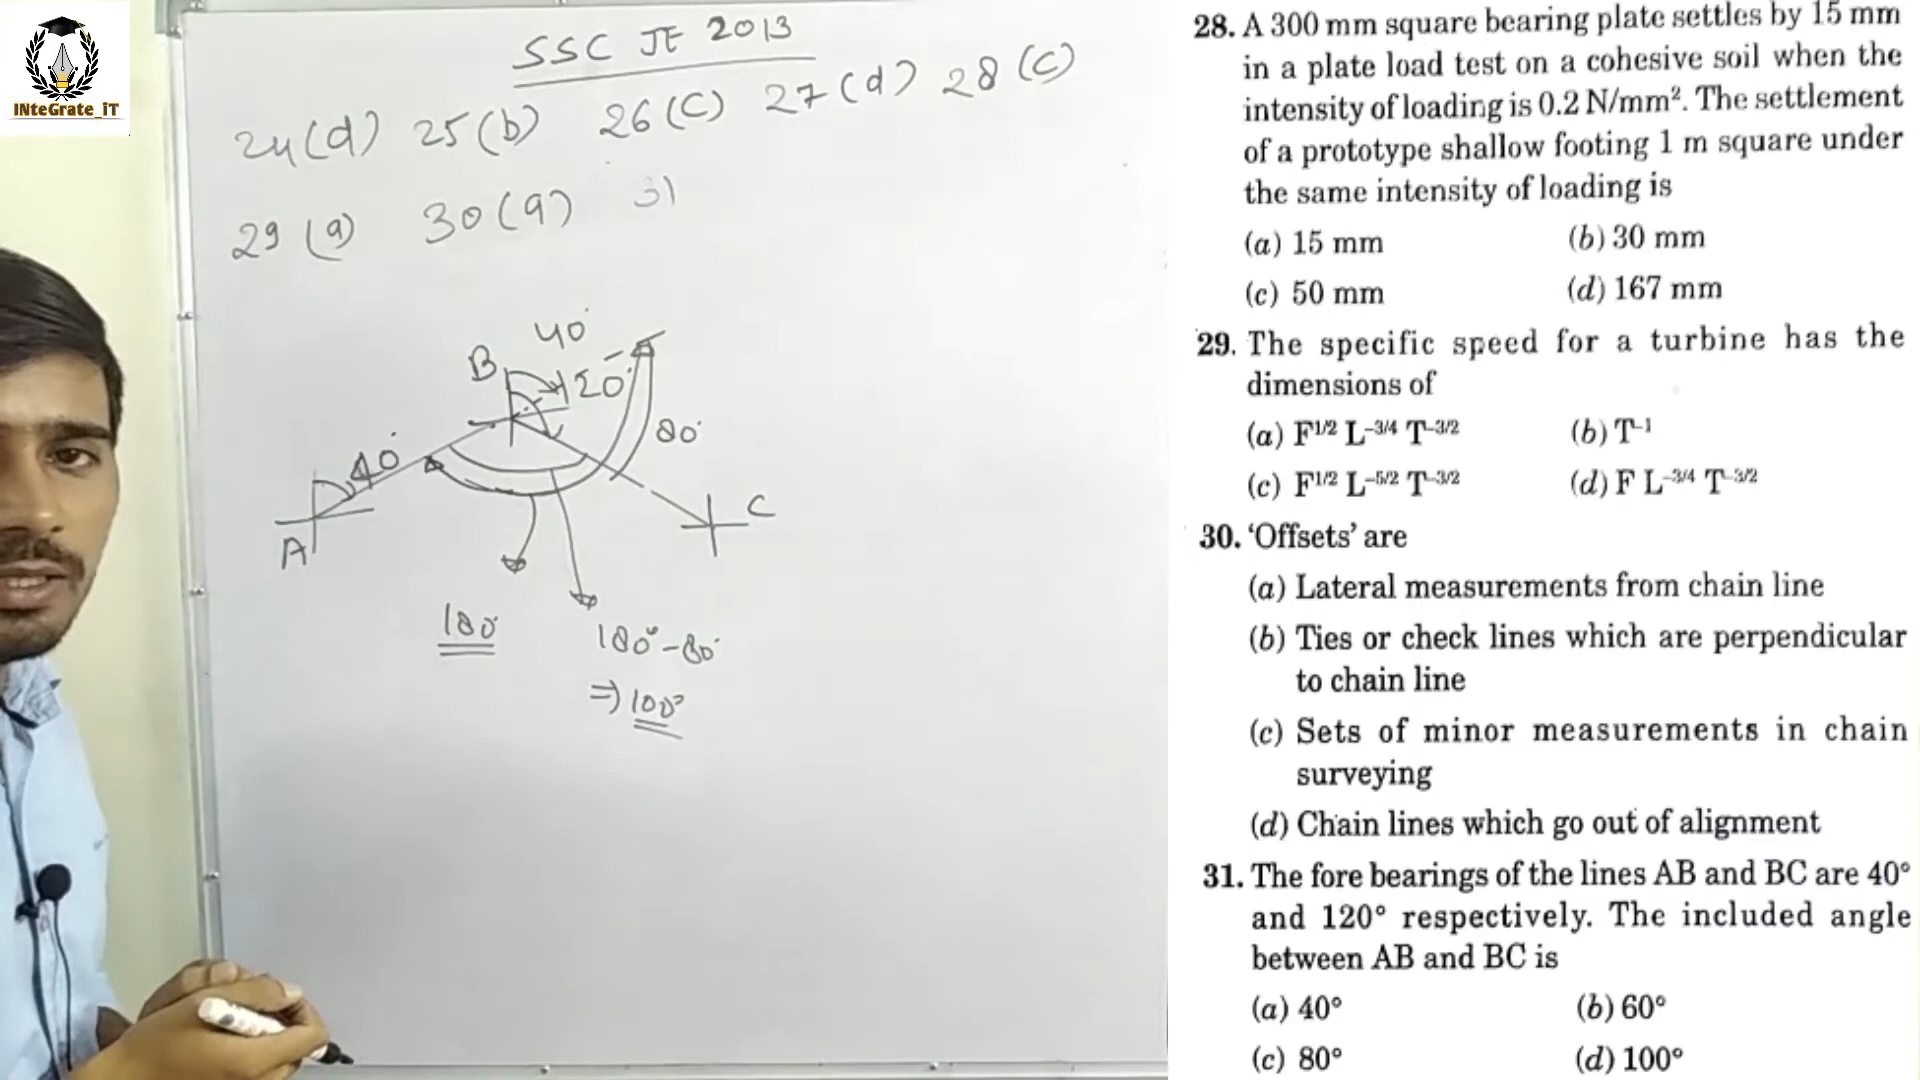 INteGrate_iT
SSC JE 2013
24(d) 25(b) 26(C) 27(d) 28(C)
29(a) 30(a) 31
40°
B
120°
80°
40°
A
C
180°
180°-80°
⇒100°
28. A 300 mm square bearing plate settles by 15 mm
in a plate load test on a cohesive soil when the
intensity of loading is 0.2 N/mm². The settlement
of a prototype shallow footing 1 m square under
the same intensity of loading is
(a) 15 mm (b) 30 mm
(c) 50 mm (d) 167 mm
29. The specific speed for a turbine has the
dimensions of
(a) F^1/2 L^-3/4 T^-3/2 (b) T^-1
(c) F^1/2 L^-5/2 T^-3/2 (d) F L^-3/4 T^-3/2
30. 'Offsets' are
(a) Lateral measurements from chain line
(b) Ties or check lines which are perpendicular
to chain line
(c) Sets of minor measurements in chain
surveying
(d) Chain lines which go out of alignment
31. The fore bearings of the lines AB and BC are 40°
and 120° respectively. The included angle
between AB and BC is
(a) 40° (b) 60°
(c) 80° (d) 100°